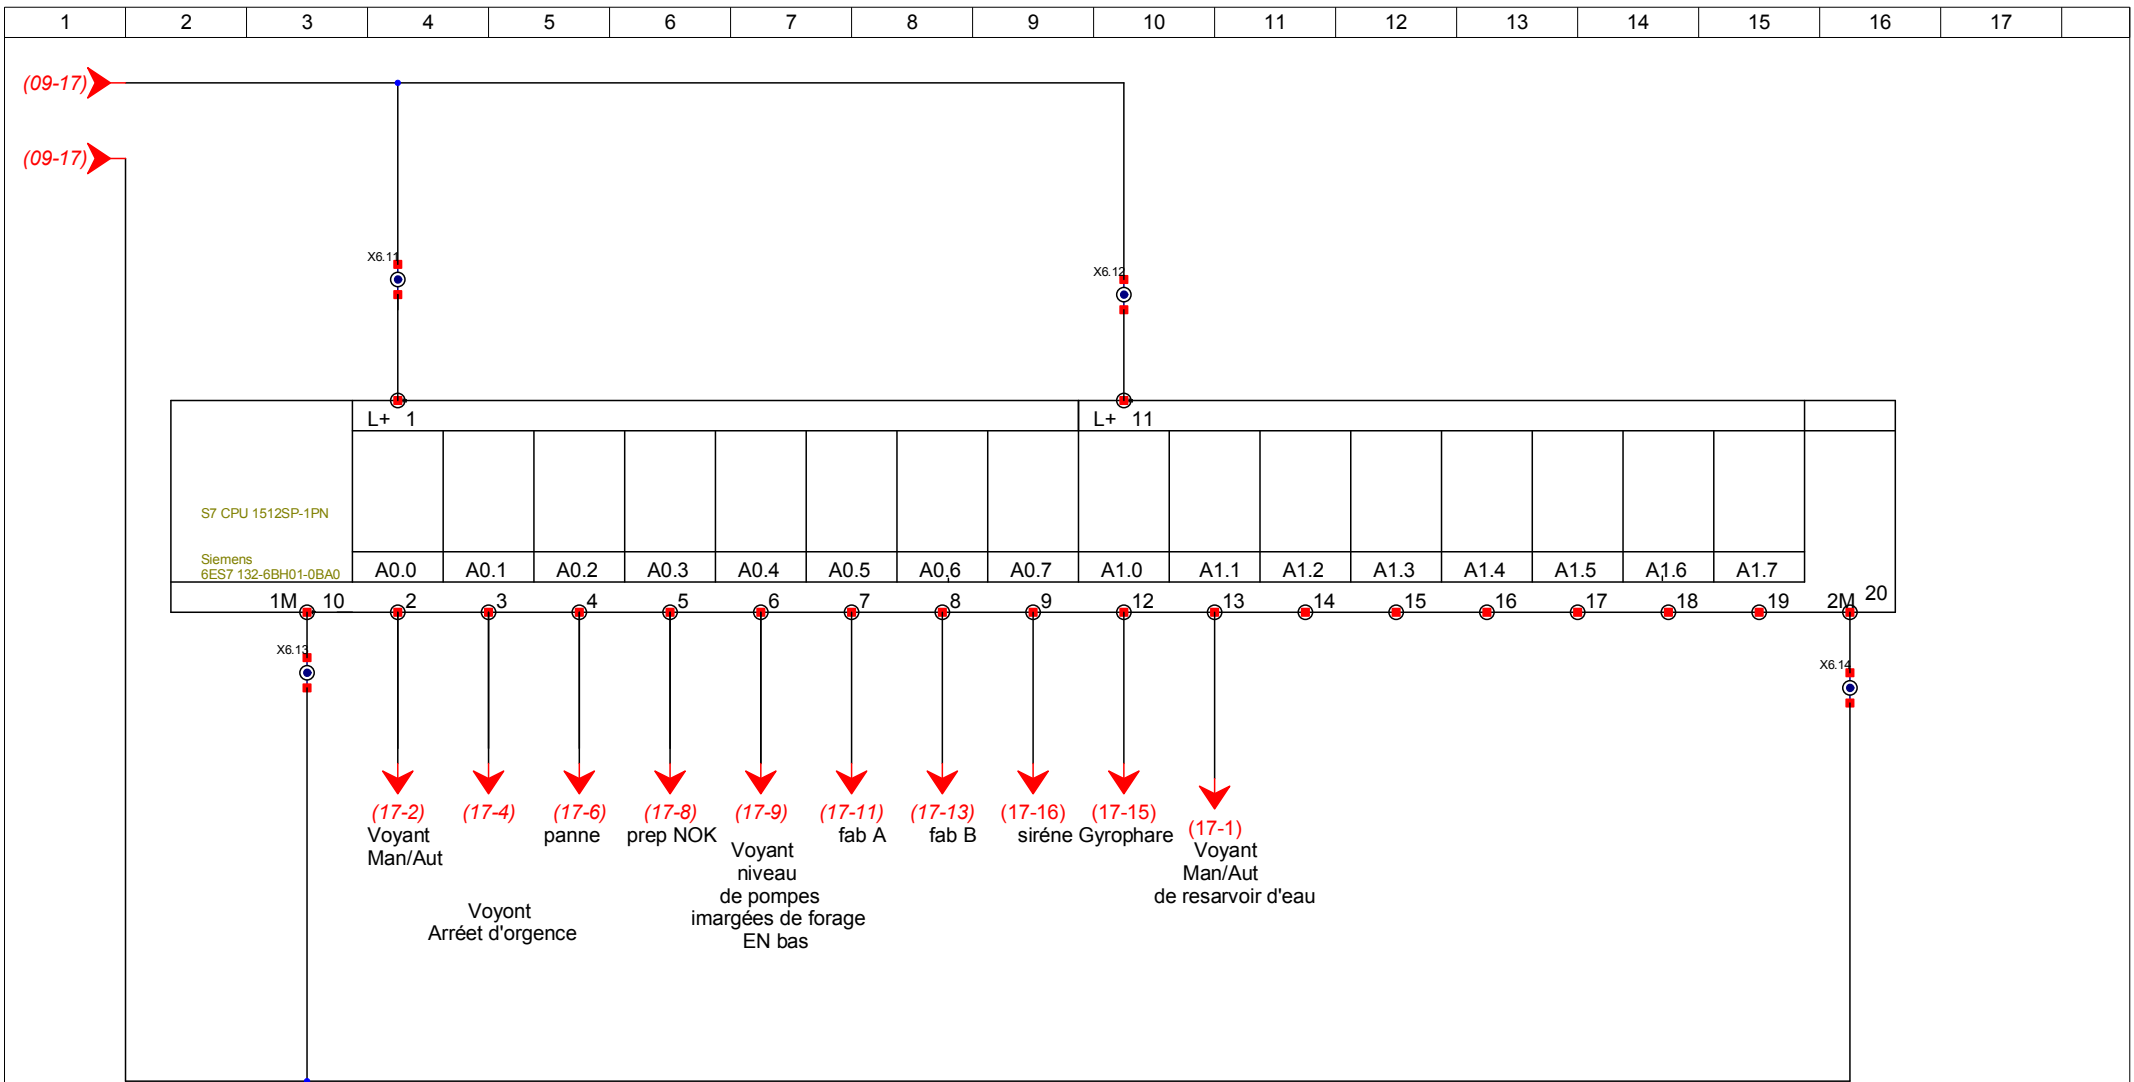 1 2 3 4 5 6 7 8 9 10 11 12 13 14 15 16 17
(09-17)
(09-17)
X6.11
X6.12
L+ 1
L+ 11
S7 CPU 1512SP-1PN
Siemens
6ES7 132-6BH01-0BA0
A0.0 A0.1 A0.2 A0.3 A0.4 A0.5 A0.6 A0.7 A1.0 A1.1 A1.2 A1.3 A1.4 A1.5 A1.6 A1.7
1M 10 2 3 4 5 6 7 8 9 12 13 14 15 16 17 18 19 2M 20
X6.13
X6.14
(17-2)
Voyant
Man/Aut
(17-4)
Voyont
Arréet d'orgence
(17-6)
panne
(17-8)
prep NOK
(17-9)
Voyant
niveau
de pompes
imargées de forage
EN bas
(17-11)
fab A
(17-13)
fab B
(17-16)
siréne
(17-15)
Gyrophare
(17-1)
Voyant
Man/Aut
de resarvoir d'eau